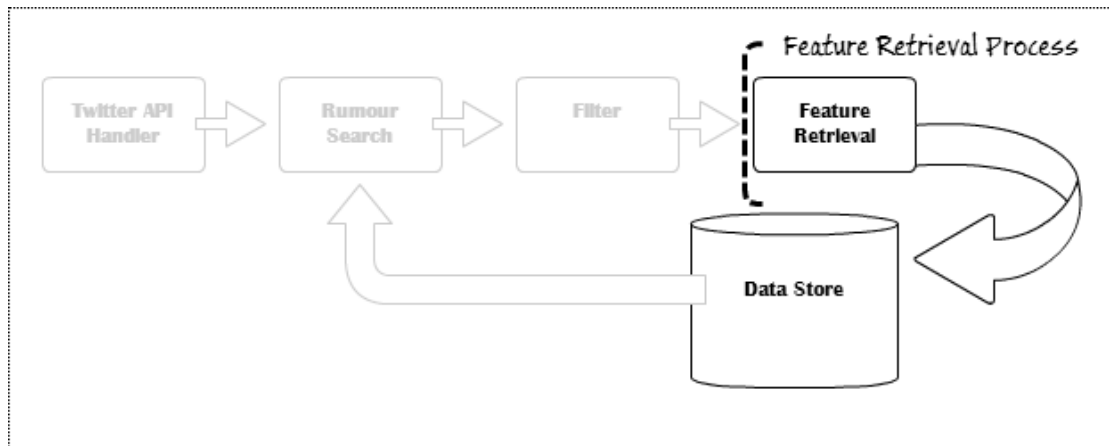 Feature Retrieval Process
Twitter API
Handler
Rumour
Search
Filter
Feature
Retrieval
Data Store